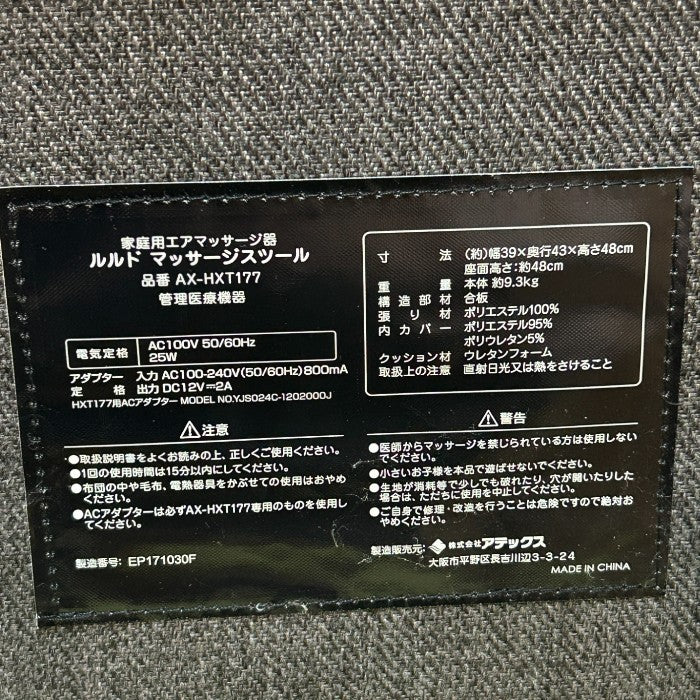 家庭用エアマッサージ器
ルルド マッサージスツール
品番 AX-HXT177
管理医療機器
電気定格 AC100V 50/60Hz
25W
アダプター 入力 AC100-240V(50/60Hz)800mA
定格 出力 DC12V⎓2A
HXT177用ACアダプター MODEL NO.YJS024C-1202000J
⚠注意
●取扱説明書をよくお読みの上、正しくご使用ください。
●1回の使用時間は15分以内にしてください。
●布団の中や毛布、電熱器具をかぶせての使用はおやめ
ください。
●ACアダプターは必ずAX-HXT177専用のものを使用し
てください。
製造番号: EP171030F
寸法 (約)幅39×奥行43×高さ48cm
座面高さ:約48cm
重量 本体 約9.3kg
構造部材 合板
張り材 ポリエステル100%
内カバー ポリエステル95%
ポリウレタン5%
クッション材 ウレタンフォーム
取扱上の注意 直射日光又は熱をさけること
⚠警告
●医師からマッサージを禁じられている方は使用しない
でください。
●小さいお子様を本品で遊ばせないでください。
●生地が消耗等で少しでも破れたり、穴が開いたりした
場合は、ただちに使用を中止してください。
●ご自身で修理・改造を行うことは危険ですので絶対お
やめください。
製造販売元: 株式会社 アテックス
大阪市平野区長吉川辺3-3-24
MADE IN CHINA